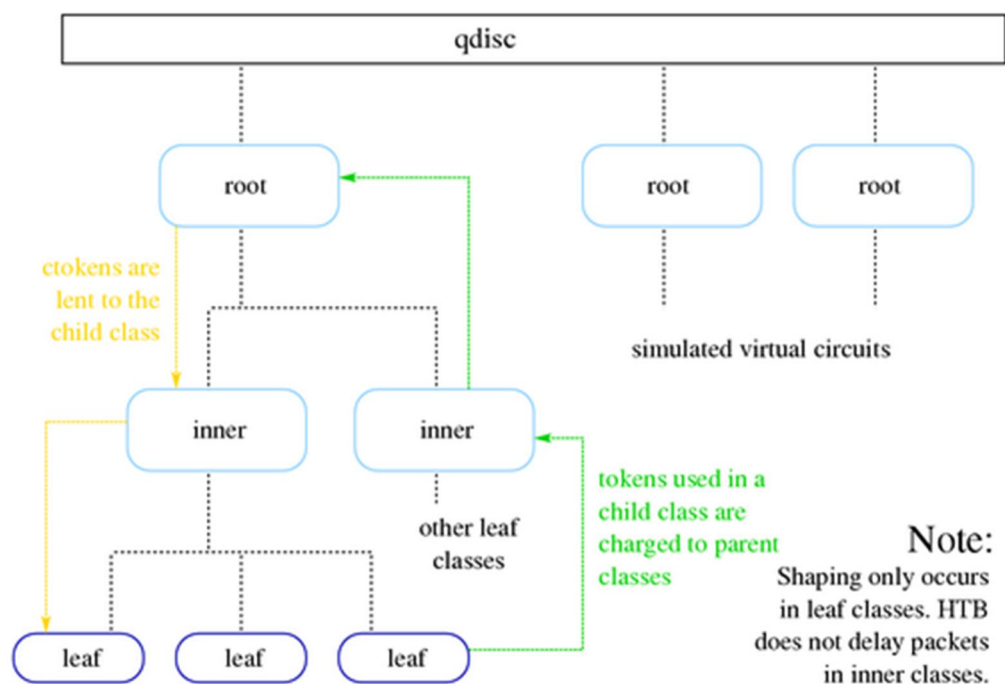 qdisc
root
root
root
ctokens are
lent to the
child class
simulated virtual circuits
inner
inner
tokens used in a
child class are
charged to parent
classes
other leaf
classes
Note:
Shaping only occurs
in leaf classes. HTB
does not delay packets
in inner classes.
leaf
leaf
leaf